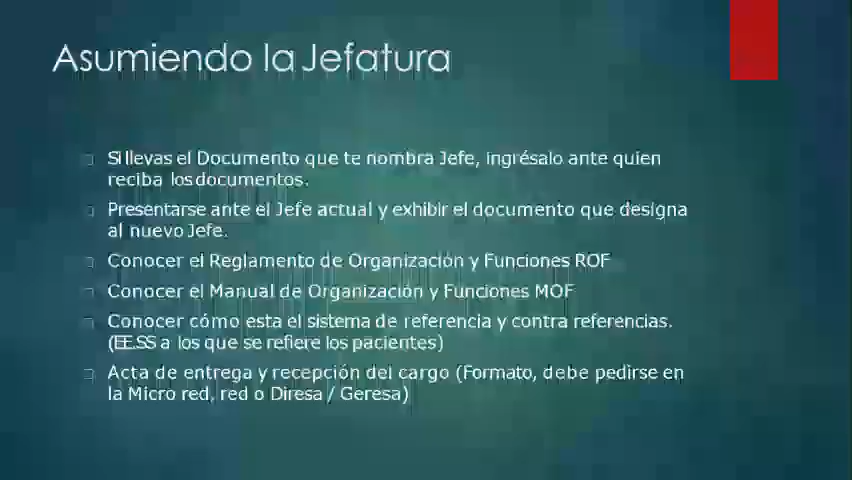 Asumiendo la Jefatura
Si llevas el Documento que te nombra Jefe, ingrésalo ante quien
reciba los documentos.
Presentarse ante el Jefe actual y exhibir el documento que designa
al nuevo Jefe.
Conocer el Reglamento de Organización y Funciones ROF
Conocer el Manual de Organización y Funciones MOF
Conocer cómo esta el sistema de referencia y contra referencias.
(EE.SS a los que se refiere los pacientes)
Acta de entrega y recepción del cargo (Formato, debe pedirse en
la Micro red, red o Diresa / Geresa)